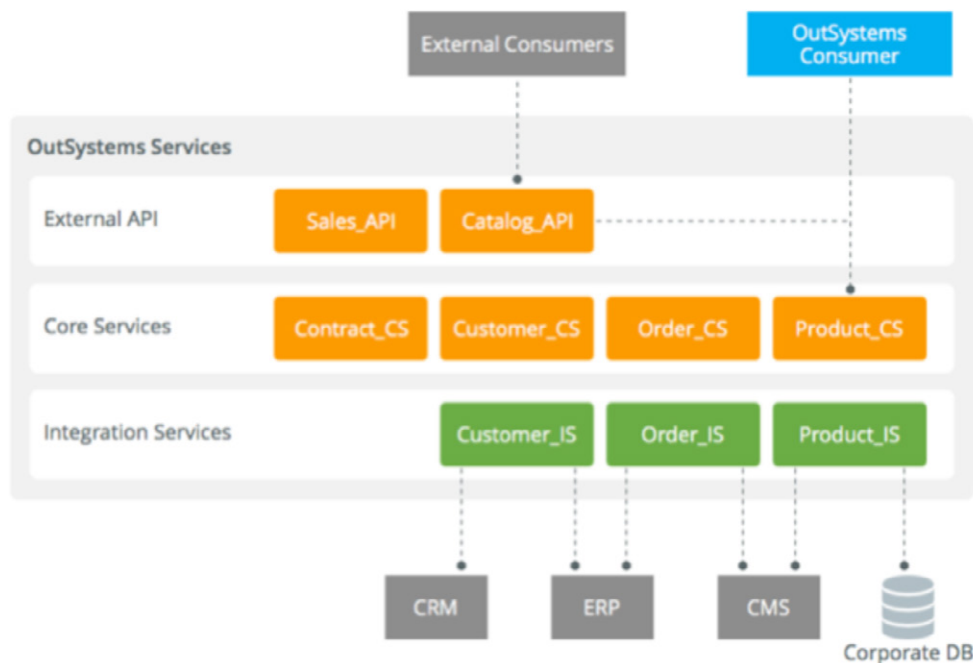 External Consumers
OutSystems
Consumer
OutSystems Services
External API
Sales_API
Catalog_API
Core Services
Contract_CS
Customer_CS
Order_CS
Product_CS
Integration Services
Customer_IS
Order_IS
Product_IS
CRM
ERP
CMS
Corporate DB